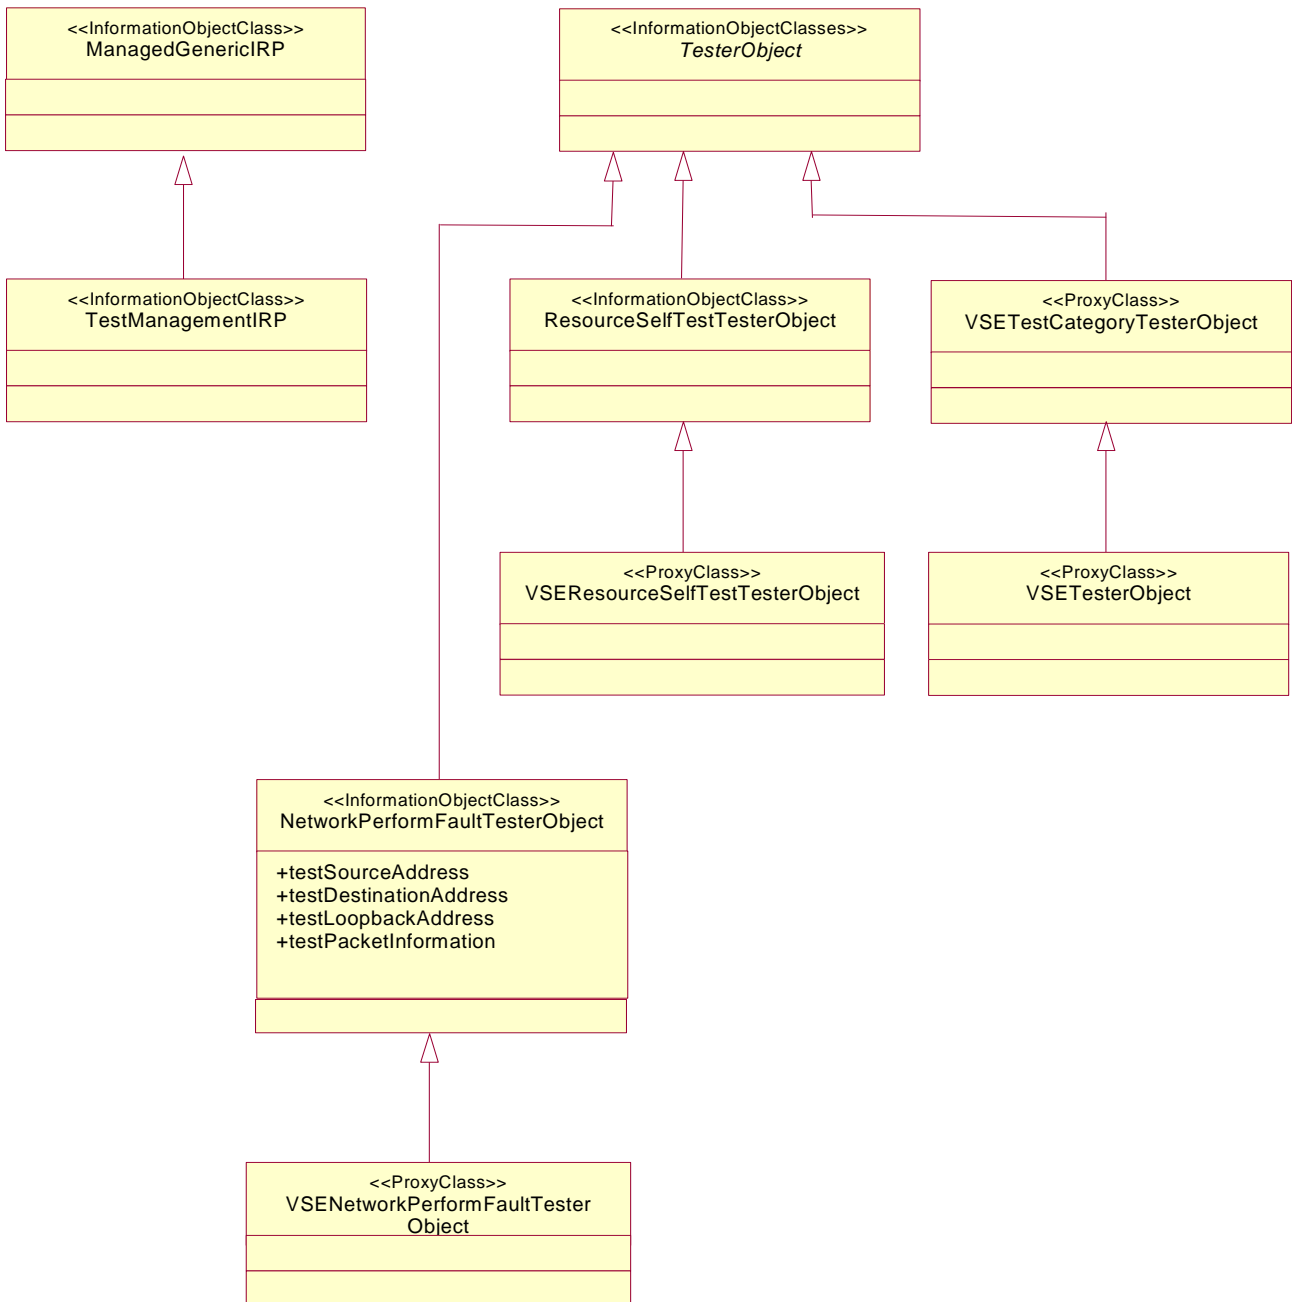 <<InformationObjectClass>>
ManagedGenericIRP
<<InformationObjectClasses>>
TesterObject
<<InformationObjectClass>>
TestManagementIRP
<<InformationObjectClass>>
ResourceSelfTestTesterObject
<<ProxyClass>>
VSETestCategoryTesterObject
<<ProxyClass>>
VSEResourceSelfTestTesterObject
<<ProxyClass>>
VSETesterObject
<<InformationObjectClass>>
NetworkPerformFaultTesterObject
+testSourceAddress
+testDestinationAddress
+testLoopbackAddress
+testPacketInformation
<<ProxyClass>>
VSENetworkPerformFaultTester
Object